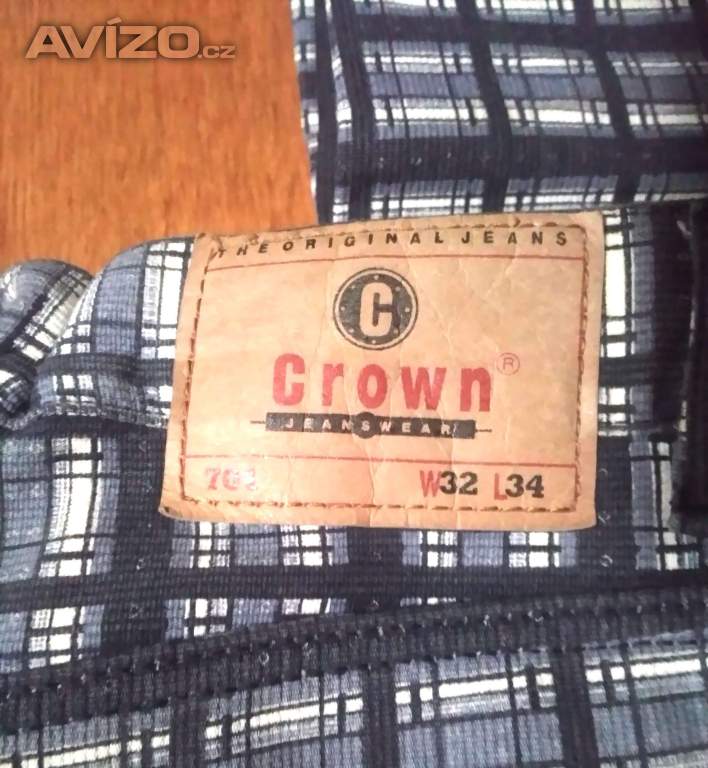 AVÍZO.cz
THE ORIGINAL JEANS
C
Crown®
JEANSWEAR
W32 L34